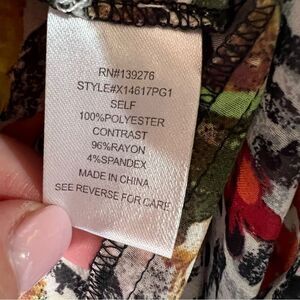 RN#139276
STYLE#X14617PG1
SELF
100%POLYESTER
CONTRAST
96%RAYON
4%SPANDEX
MADE IN CHINA
SEE REVERSE FOR CARE